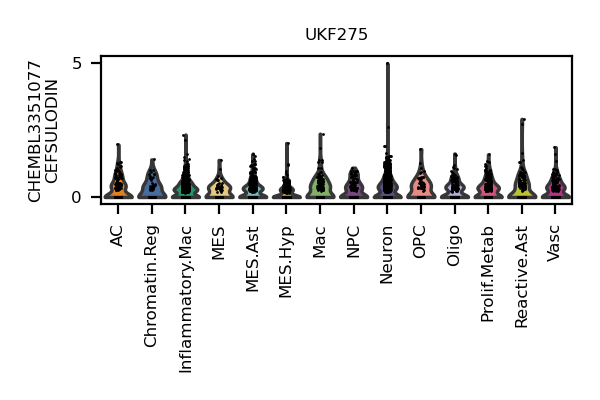 UKF275
CHEMBL3351077
CEFSULODIN
5
0
AC
Chromatin.Reg
Inflammatory.Mac
MES
MES.Ast
MES.Hyp
Mac
NPC
Neuron
OPC
Oligo
Prolif.Metab
Reactive.Ast
Vasc